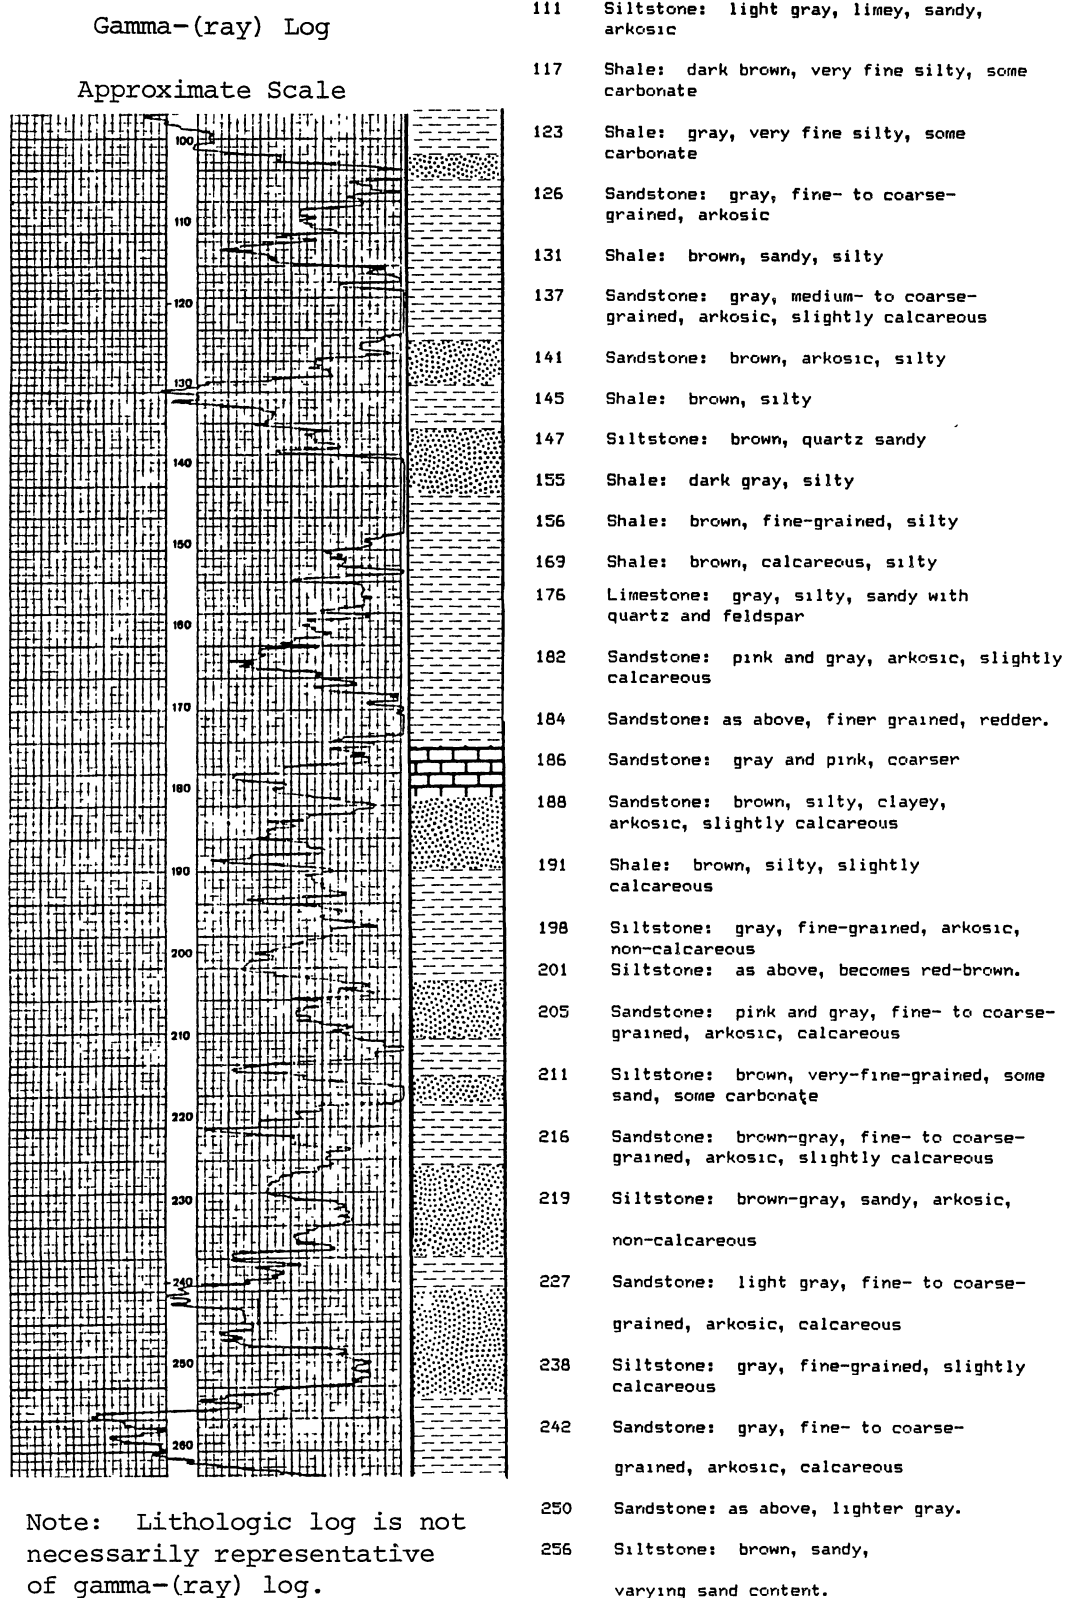 Gamma-(ray) Log
Approximate Scale
100
110
120
130
140
150
160
170
180
190
200
210
220
230
240
250
260
Note: Lithologic log is not
necessarily representative
of gamma-(ray) log.
111 Siltstone: light gray, limey, sandy,
arkosic
117 Shale: dark brown, very fine silty, some
carbonate
123 Shale: gray, very fine silty, some
carbonate
126 Sandstone: gray, fine- to coarse-
grained, arkosic
131 Shale: brown, sandy, silty
137 Sandstone: gray, medium- to coarse-
grained, arkosic, slightly calcareous
141 Sandstone: brown, arkosic, silty
145 Shale: brown, silty
147 Siltstone: brown, quartz sandy
155 Shale: dark gray, silty
156 Shale: brown, fine-grained, silty
169 Shale: brown, calcareous, silty
176 Limestone: gray, silty, sandy with
quartz and feldspar
182 Sandstone: pink and gray, arkosic, slightly
calcareous
184 Sandstone: as above, finer grained, redder.
186 Sandstone: gray and pink, coarser
188 Sandstone: brown, silty, clayey,
arkosic, slightly calcareous
191 Shale: brown, silty, slightly
calcareous
198 Siltstone: gray, fine-grained, arkosic,
non-calcareous
201 Siltstone: as above, becomes red-brown.
205 Sandstone: pink and gray, fine- to coarse-
grained, arkosic, calcareous
211 Siltstone: brown, very-fine-grained, some
sand, some carbonate
216 Sandstone: brown-gray, fine- to coarse-
grained, arkosic, slightly calcareous
219 Siltstone: brown-gray, sandy, arkosic,
non-calcareous
227 Sandstone: light gray, fine- to coarse-
grained, arkosic, calcareous
238 Siltstone: gray, fine-grained, slightly
calcareous
242 Sandstone: gray, fine- to coarse-
grained, arkosic, calcareous
250 Sandstone: as above, lighter gray.
256 Siltstone: brown, sandy,
varying sand content.